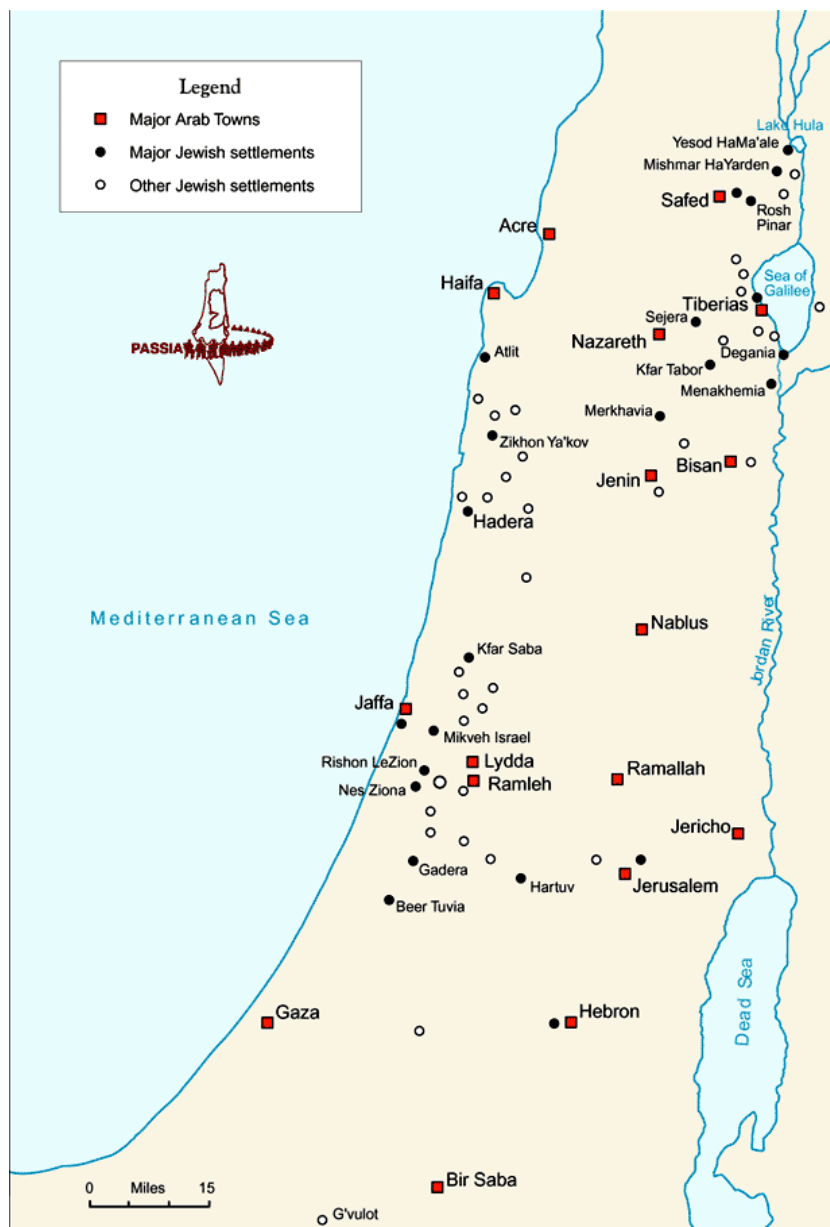 Legend
Major Arab Towns
Major Jewish settlements
Other Jewish settlements
Lake Hula
Yesod HaMa'ale
Mishmar HaYarden
Safed
Rosh
Pinar
Acre
Haifa
Sea of
Galilee
Tiberias
Sejera
Nazareth
PASSIA
Atlit
Degania
Kfar Tabor
Menakhemia
Merkhavia
Zikhon Ya'kov
Bisan
Jenin
Hadera
Mediterranean Sea
Nablus
Jordan River
Kfar Saba
Jaffa
Mikveh Israel
Rishon LeZion
Lydda
Ramallah
Nes Ziona
Ramleh
Jericho
Gadera
Hartuv
Jerusalem
Beer Tuvia
Dead Sea
Gaza
Hebron
Bir Saba
0 Miles 15
G'vulot